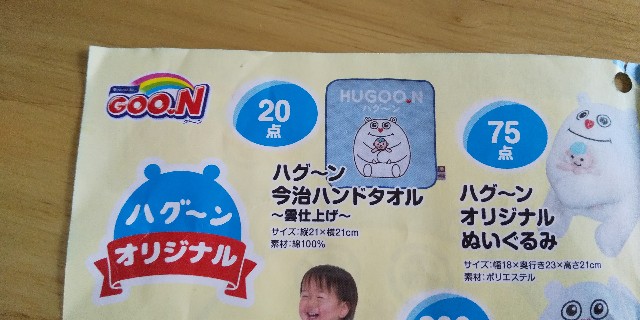 GOO.N
グーン
ハグ〜ン
オリジナル
20
点
HUGOO.N
ハグ〜ン
ハグ〜ン
今治ハンドタオル
〜雲仕上げ〜
サイズ:縦21×横21cm
素材:綿100%
75
点
ハグ〜ン
オリジナル
ぬいぐるみ
サイズ:幅18×奥行き23×高さ21cm
素材:ポリエステル